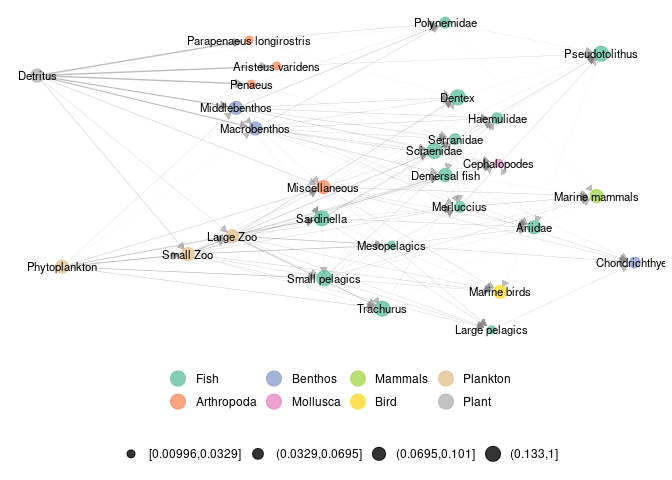 Polynemidae
Parapenaeus longirostris
Pseudotolithus
Aristeus varidens
Detritus
Penaeus
Dentex
Middlebenthos
Haemulidae
Macrobenthos
Serranidae
Sciaenidae
Cephalopodes
Demersal fish
Miscellaneous
Marine mammals
Merluccius
Sardinella
Ariidae
Large Zoo
Mesopelagics
Small Zoo
Chondrichthye
Phytoplankton
Small pelagics
Marine birds
Trachurus
Large pelagics
Fish Benthos Mammals Plankton
Arthropoda Mollusca Bird Plant
[0.00996,0.0329] (0.0329,0.0695] (0.0695,0.101] (0.133,1]